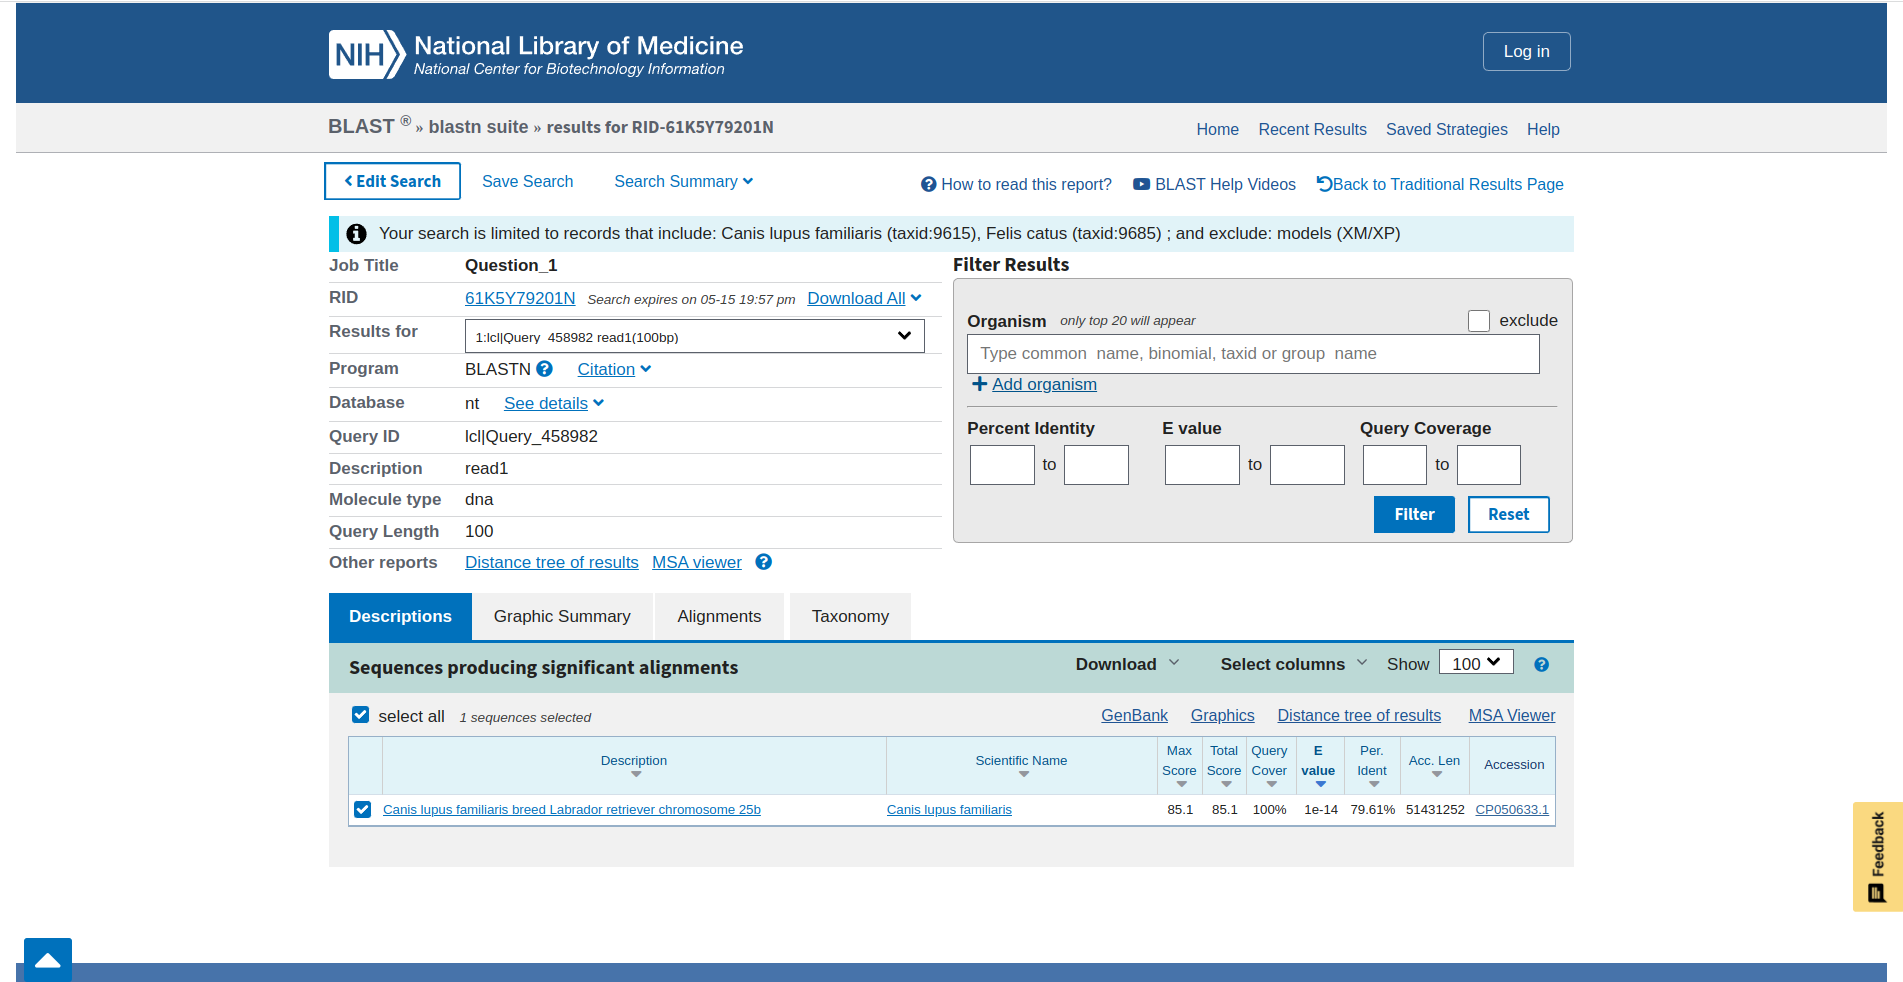 NIH National Library of Medicine
National Center for Biotechnology Information
Log in
BLAST ® » blastn suite » results for RID-61K5Y79201N
Home Recent Results Saved Strategies Help
Edit Search Save Search Search Summary
How to read this report? BLAST Help Videos Back to Traditional Results Page
Your search is limited to records that include: Canis lupus familiaris (taxid:9615), Felis catus (taxid:9685) ; and exclude: models (XM/XP)
Job Title Question_1
RID 61K5Y79201N Search expires on 05-15 19:57 pm Download All
Results for 1:lcl|Query_458982 read1(100bp)
Program BLASTN Citation
Database nt See details
Query ID lcl|Query_458982
Description read1
Molecule type dna
Query Length 100
Other reports Distance tree of results MSA viewer
Filter Results
Organism only top 20 will appear exclude
Type common name, binomial, taxid or group name
Add organism
Percent Identity E value Query Coverage
to to to
Filter Reset
Descriptions Graphic Summary Alignments Taxonomy
Sequences producing significant alignments Download Select columns Show 100
select all 1 sequences selected GenBank Graphics Distance tree of results MSA Viewer
Description Scientific Name Max Score Total Score Query Cover E value Per. Ident Acc. Len Accession
Canis lupus familiaris breed Labrador retriever chromosome 25b Canis lupus familiaris 85.1 85.1 100% 1e-14 79.61% 51431252 CP050633.1
Feedback